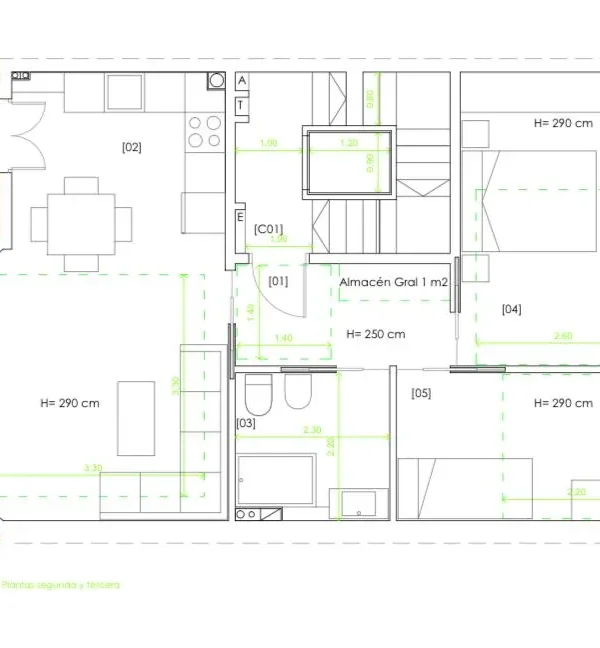 A
T
0.80
H= 290 cm
[02]
1.00
1.20
0.90
E
[C01]
1.00
[01]
Almacén Gral 1 m2
[04]
1.40
H= 250 cm
1.40
2.60
3.30
H= 290 cm
[05]
H= 290 cm
[03]
2.30
2.20
3.30
2.20
Plantas segunda y tercera